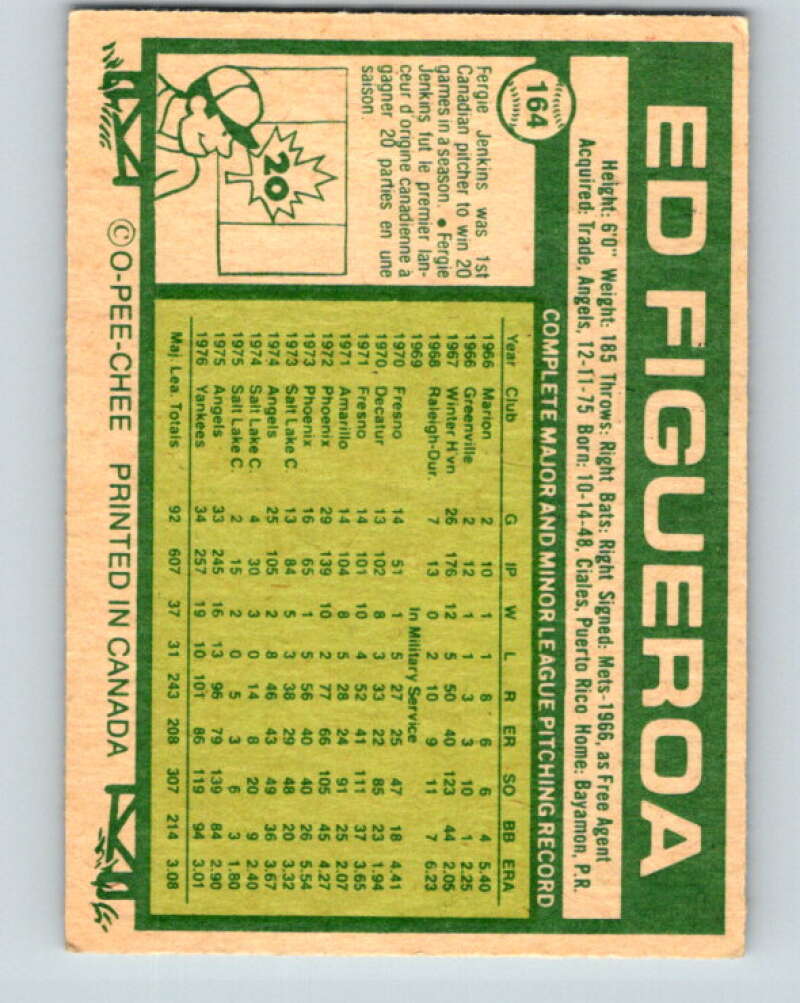 164
ED FIGUEROA
Height: 6'0" Weight: 185 Throws: Right Bats: Right Signed: Mets-1966, as Free Agent
Acquired: Trade, Angels, 12-11-75 Born: 10-14-48, Ciales, Puerto Rico Home: Bayamon, P.R.
COMPLETE MAJOR AND MINOR LEAGUE PITCHING RECORD
Year Club G IP W L R ER SO BB ERA
1966 Marion 2 10 1 1 8 6 6 4 5.40
1966 Greenville 2 12 1 1 3 3 10 1 2.25
1967 Winter H'vn 26 176 12 5 50 40 123 44 2.05
1968 Raleigh-Dur. 7 13 0 2 10 9 11 7 6.23
1969 In Military Service
1970 Fresno 14 51 1 5 27 25 47 18 4.41
1970 Decatur 13 102 8 3 33 22 85 23 1.94
1971 Fresno 14 101 10 4 52 41 111 37 3.65
1971 Amarillo 14 104 8 5 28 24 91 25 2.07
1972 Phoenix 29 139 10 2 77 66 105 45 4.27
1973 Phoenix 16 65 1 5 56 40 40 26 5.54
1973 Salt Lake C 13 84 5 3 38 29 48 20 3.32
1974 Angels 25 105 2 8 46 43 49 36 3.67
1974 Salt Lake C. 4 30 3 0 14 8 20 9 2.40
1975 Salt Lake C. 2 15 2 0 5 3 6 3 1.80
1975 Angels 33 245 16 13 96 79 139 84 2.90
1976 Yankees 34 257 19 10 101 86 119 94 3.01
Maj. Lea. Totals 92 607 37 31 243 208 307 214 3.08
Fergie Jenkins was 1st
Canadian pitcher to win 20
games in a season. • Fergie
Jenkins fut le premier lan-
ceur d'origine canadienne à
gagner 20 parties en une
saison.
20
© O-PEE-CHEE PRINTED IN CANADA